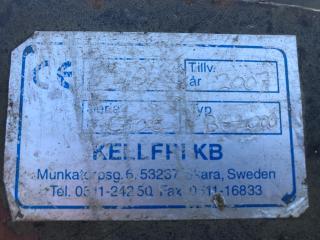 CE
Tillv.
år 2007
Typ
KELLFRI KB
Munkatorpsg. 6, 53237 Skara, Sweden
Tel. 0511-24250 Fax 0511-16833